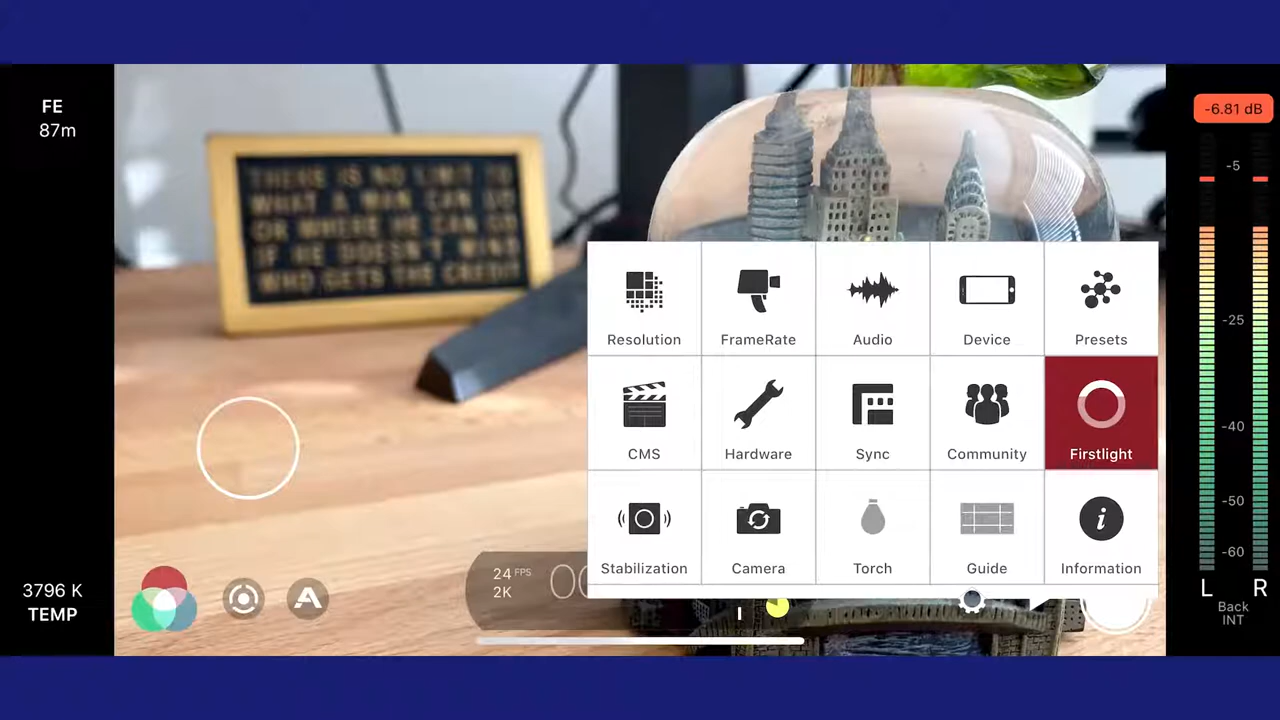 FE
87m
-6.81 dB
-5
-25
-40
-50
-60
L R
Back
INT
THERE IS NO LIMIT TO
WHAT A MAN CAN DO
OR WHERE HE CAN GO
IF HE DOESN'T MIND
WHO GETS THE CREDIT
Resolution FrameRate Audio Device Presets
CMS Hardware Sync Community Firstlight
Stabilization Camera Torch Guide Information
24 FPS
2K
3796 K
TEMP